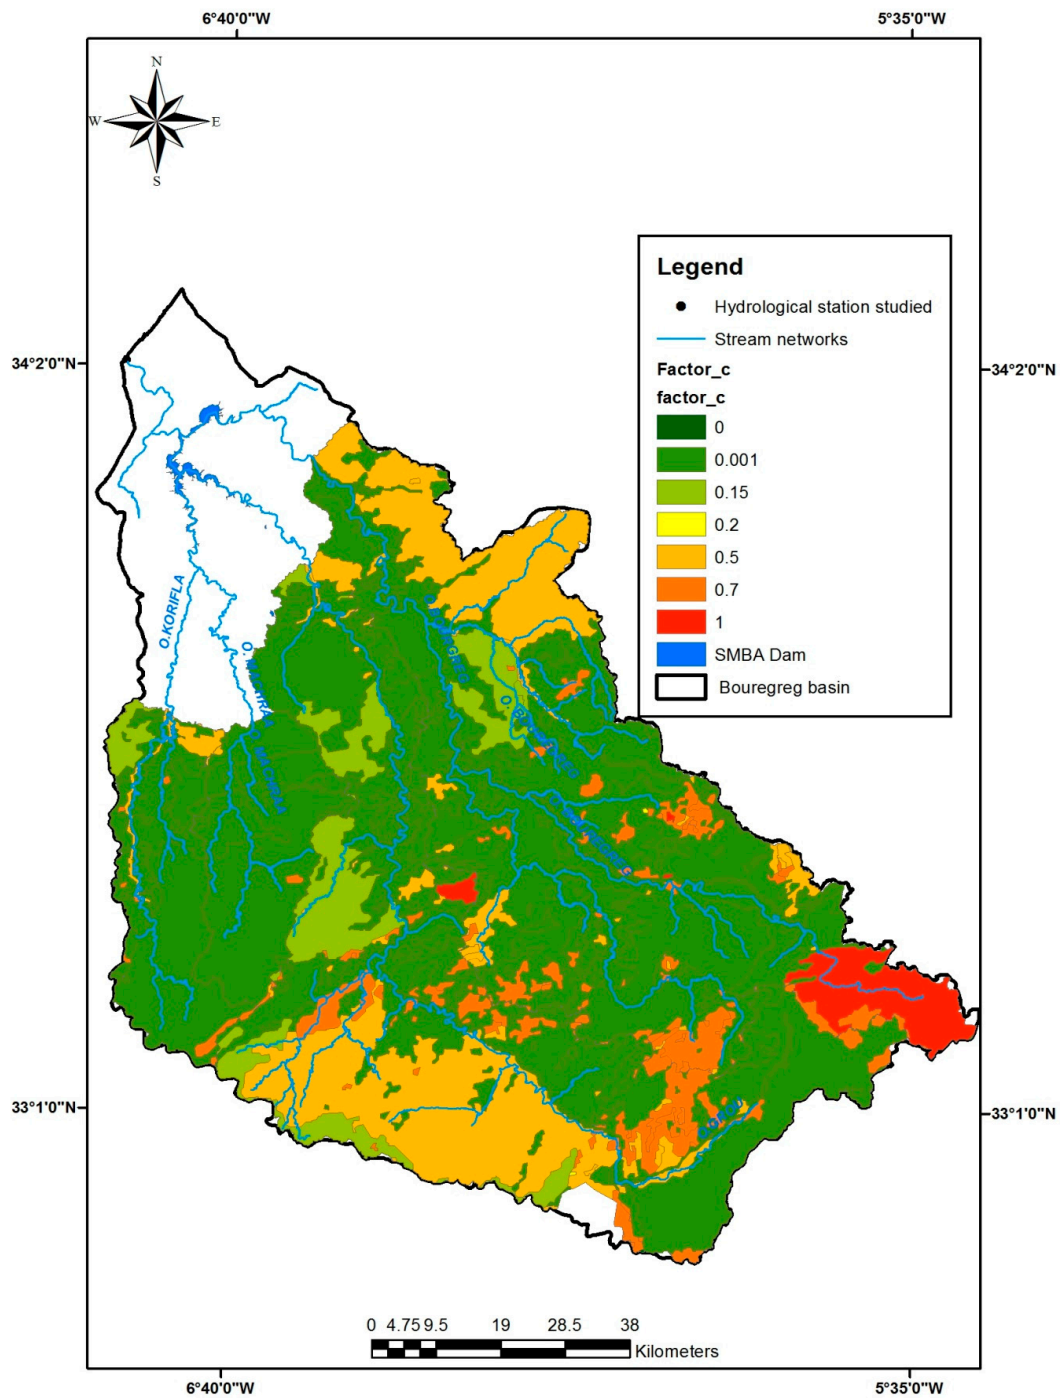 6°40'0"W 5°35'0"W
N
W E
S
Legend
Hydrological station studied
Stream networks
Factor_c
factor_c
0
0.001
0.15
0.2
0.5
0.7
1
SMBA Dam
Bouregreg basin
34°2'0"N 34°2'0"N
O.KORIFLA
33°1'0"N 33°1'0"N
0 4.75 9.5 19 28.5 38
Kilometers
6°40'0"W 5°35'0"W